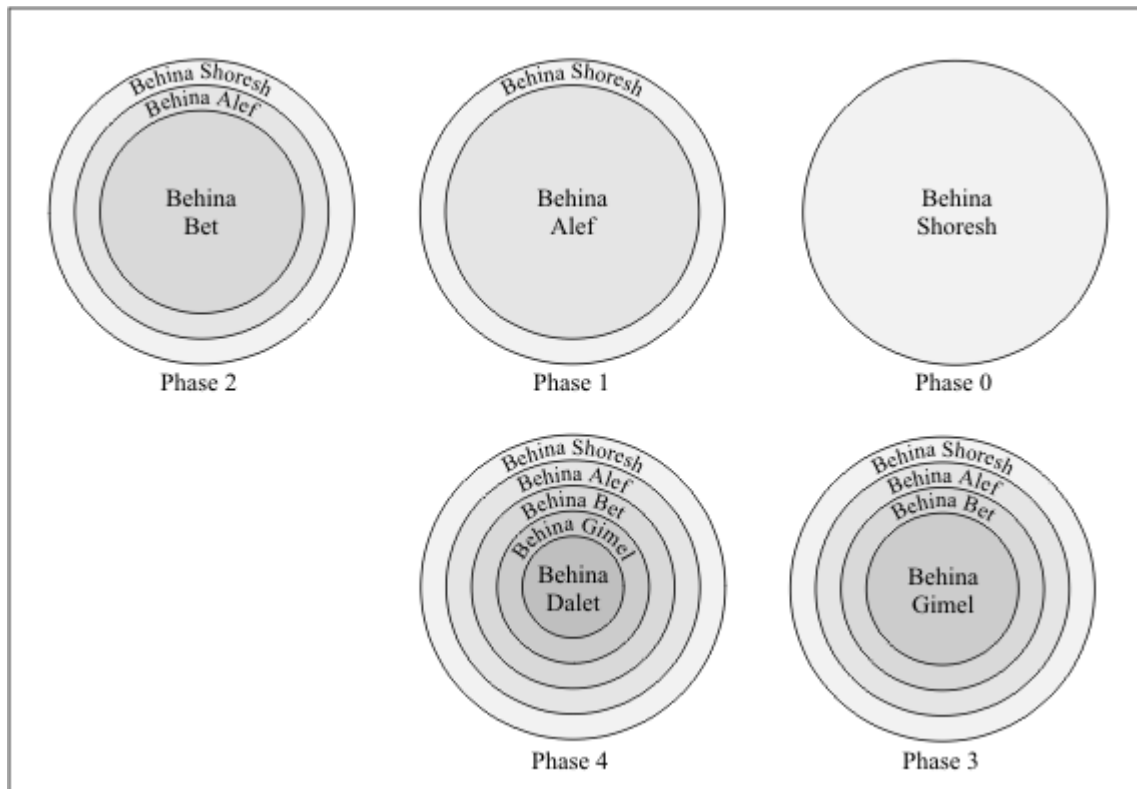 Behina Shoresh
Behina Alef
Behina
Bet
Phase 2
Behina Shoresh
Behina
Alef
Phase 1
Behina
Shoresh
Phase 0
Behina Shoresh
Behina Alef
Behina Bet
Behina Gimel
Behina
Dalet
Phase 4
Behina Shoresh
Behina Alef
Behina Bet
Behina
Gimel
Phase 3